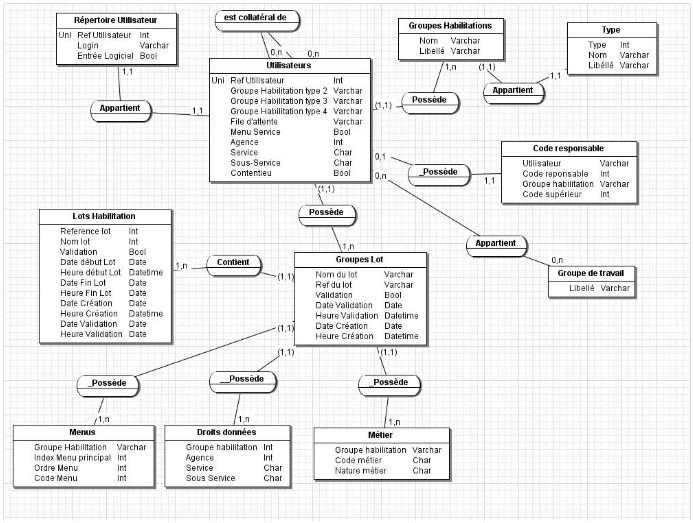 Répertoire Utilisateur
Uni Ref Utilisateur Int
Login Varchar
Entrée Logiciel Bool
est collatéral de
0,n
0,n
Groupes Habilitations
Nom Varchar
Libéllé Varchar
Type
Type Int
Nom Varchar
Libéllé Varchar
1,1
Appartient
1,1
Utilisateurs
Uni Ref Utilisateur Int
Groupe Habilitation type 2 Varchar
Groupe Habilitation type 3 Varchar
Groupe Habilitation type 4 Varchar
File d'attente Varchar
Menu Service Bool
Agence Int
Service Char
Sous-Service Char
Contentieu Bool
1,n
(1,1)
1,1
Appartient
(1,1)
Possède
0,1
_Possède
1,1
Code responsable
Utilisateur Varchar
Code reponsable Int
Groupe habilitation Varchar
Code supérieur Int
0,n
Appartient
0,n
Groupe de travail
Libellé Varchar
(1,1)
Possède
1,n
Lots Habilitation
Reference lot Int
Nom lot Int
Validation Bool
Date début Lot Date
Heure début Lot Datetime
Date Fin Lot Date
Heure Fin Lot Date
Date Création Date
Heure Création Datetime
Date Validation Date
Heure Validation Date
1,n
Contient
(1,1)
Groupes Lot
Nom du lot Varchar
Ref du lot Varchar
Validation Bool
Date Validation Date
Heure Validation Datetime
Date Création Date
Heure Création Datetime
(1,1)
(1,1)
(1,1)
_Possède
__Possède
_Possède
1,n
1,n
1,n
Menus
Groupe Habilitation Varchar
Index Menu principal Int
Ordre Menu Int
Code Menu Int
Droits données
Groupe habilitation Int
Agence Int
Service Char
Sous Service Char
Métier
Groupe habilitation Varchar
Code métier Char
Nature métier Char